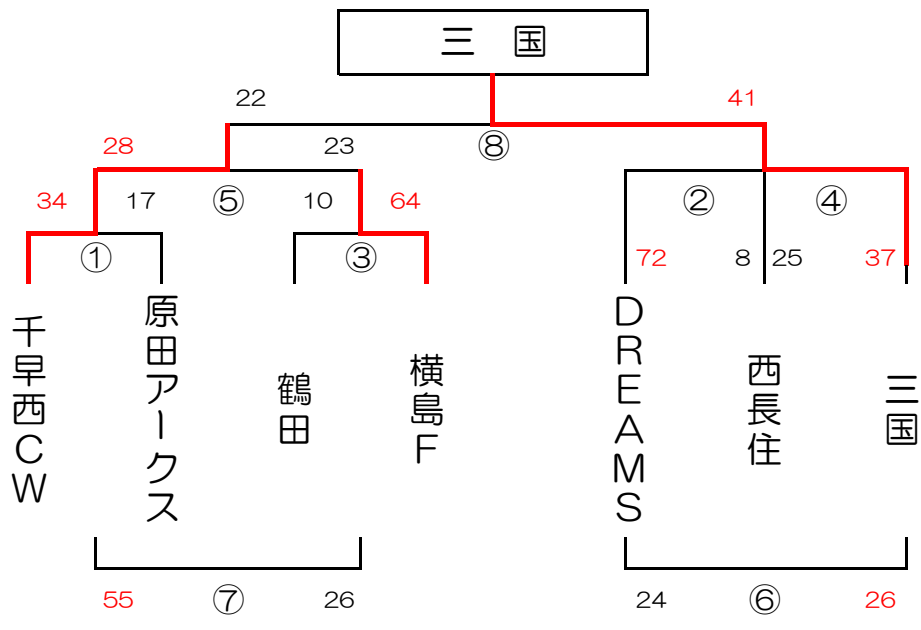 三 国
22 41
28 23 ⑧
34 17 ⑤ 10 64 ② ④
① ③ 72 8 25 37
千早西CW
原田アークス
鶴田
横島F
DREAMS
西長住
三国
55 ⑦ 26 24 ⑥ 26